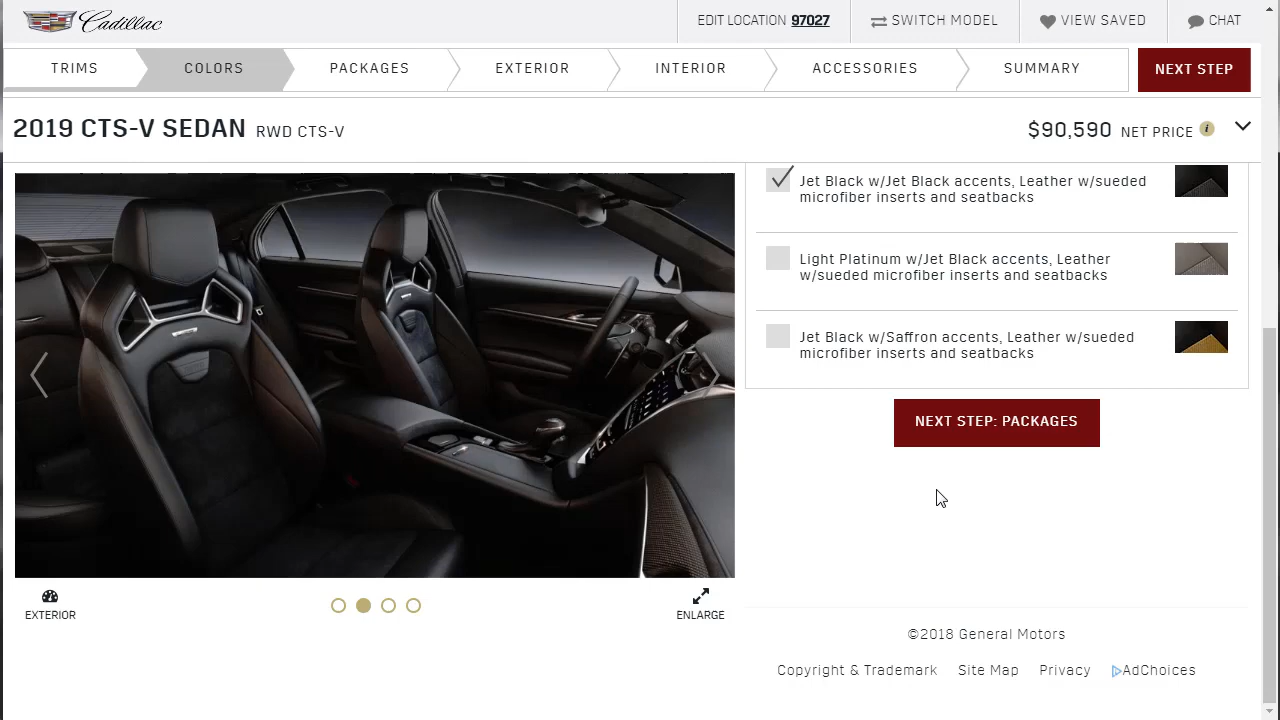 Cadillac
EDIT LOCATION 97027
SWITCH MODEL
VIEW SAVED
CHAT
TRIMS
COLORS
PACKAGES
EXTERIOR
INTERIOR
ACCESSORIES
SUMMARY
NEXT STEP
2019 CTS-V SEDAN RWD CTS-V
$90,590 NET PRICE i
Jet Black w/Jet Black accents, Leather w/sueded
microfiber inserts and seatbacks
Light Platinum w/Jet Black accents, Leather
w/sueded microfiber inserts and seatbacks
Jet Black w/Saffron accents, Leather w/sueded
microfiber inserts and seatbacks
NEXT STEP: PACKAGES
EXTERIOR
ENLARGE
©2018 General Motors
Copyright & Trademark
Site Map
Privacy
AdChoices